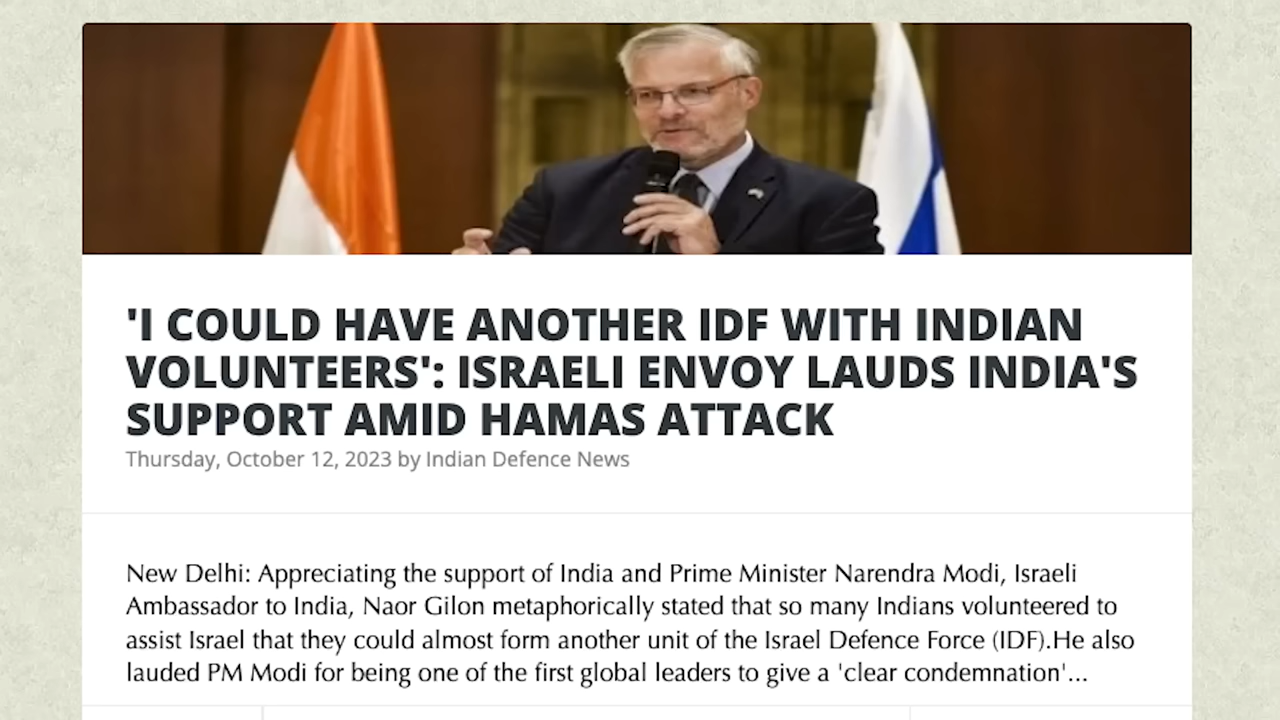 'I COULD HAVE ANOTHER IDF WITH INDIAN
VOLUNTEERS': ISRAELI ENVOY LAUDS INDIA'S
SUPPORT AMID HAMAS ATTACK
Thursday, October 12, 2023 by Indian Defence News
New Delhi: Appreciating the support of India and Prime Minister Narendra Modi, Israeli
Ambassador to India, Naor Gilon metaphorically stated that so many Indians volunteered to
assist Israel that they could almost form another unit of the Israel Defence Force (IDF).He also
lauded PM Modi for being one of the first global leaders to give a 'clear condemnation'...